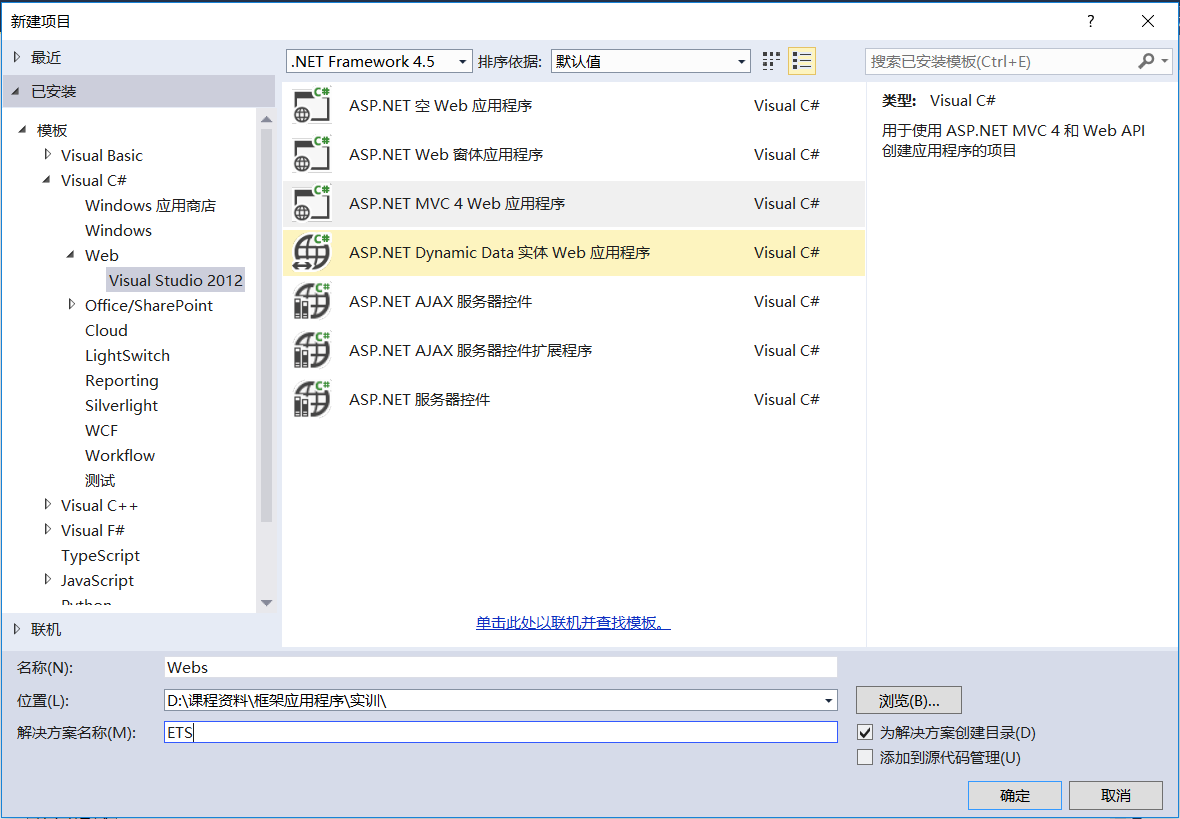 新建项目
?
最近
已安装
模板
Visual Basic
Visual C#
Windows 应用商店
Windows
Web
Visual Studio 2012
Office/SharePoint
Cloud
LightSwitch
Reporting
Silverlight
WCF
Workflow
测试
Visual C++
Visual F#
TypeScript
JavaScript
Python
联机
.NET Framework 4.5 排序依据: 默认值
搜索已安装模板(Ctrl+E)
C# ASP.NET 空 Web 应用程序 Visual C#
C# ASP.NET Web 窗体应用程序 Visual C#
C# ASP.NET MVC 4 Web 应用程序 Visual C#
C# ASP.NET Dynamic Data 实体 Web 应用程序 Visual C#
C# ASP.NET AJAX 服务器控件 Visual C#
C# ASP.NET AJAX 服务器控件扩展程序 Visual C#
C# ASP.NET 服务器控件 Visual C#
单击此处以联机并查找模板。
类型: Visual C#
用于使用 ASP.NET MVC 4 和 Web API
创建应用程序的项目
名称(N): Webs
位置(L): D:\课程资料\框架应用程序\实训\ 浏览(B)...
解决方案名称(M): ETS 为解决方案创建目录(D)
添加到源代码管理(U)
确定 取消